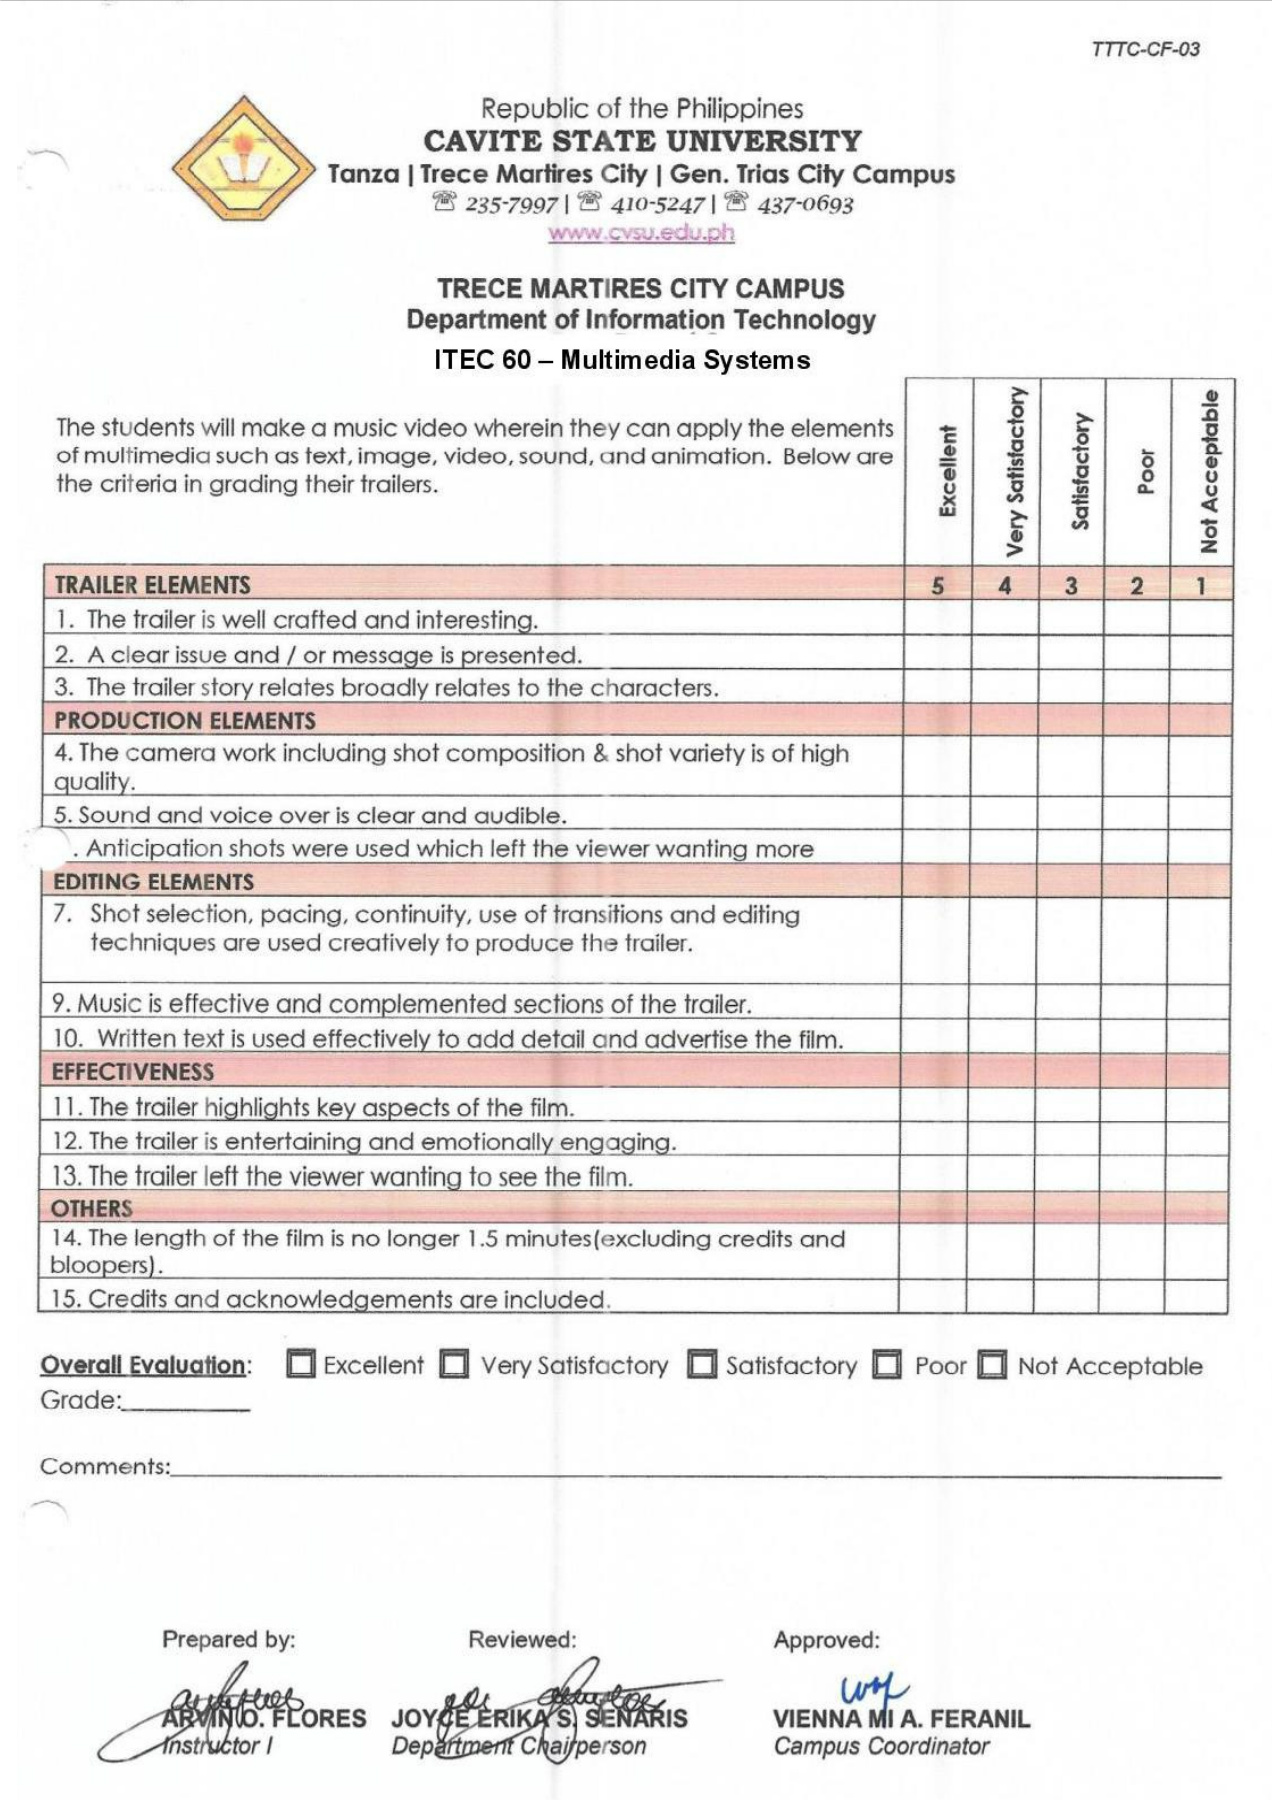 TTTC-CF-03
Republic of the Philippines
CAVITE STATE UNIVERSITY
Tanza | Trece Martires City | Gen. Trias City Campus
☏ 235-7997 | ☏ 410-5247 | ☏ 437-0693
www.cvsu.edu.ph
TRECE MARTIRES CITY CAMPUS
Department of Information Technology
ITEC 60 – Multimedia Systems
The students will make a music video wherein they can apply the elements
of multimedia such as text, image, video, sound, and animation. Below are
the criteria in grading their trailers.
Excellent
Very Satisfactory
Satisfactory
Poor
Not Acceptable
TRAILER ELEMENTS 5 4 3 2 1
1. The trailer is well crafted and interesting.
2. A clear issue and / or message is presented.
3. The trailer story relates broadly relates to the characters.
PRODUCTION ELEMENTS
4. The camera work including shot composition & shot variety is of high
quality.
5. Sound and voice over is clear and audible.
. Anticipation shots were used which left the viewer wanting more
EDITING ELEMENTS
7. Shot selection, pacing, continuity, use of transitions and editing
techniques are used creatively to produce the trailer.
9. Music is effective and complemented sections of the trailer.
10. Written text is used effectively to add detail and advertise the film.
EFFECTIVENESS
11. The trailer highlights key aspects of the film.
12. The trailer is entertaining and emotionally engaging.
13. The trailer left the viewer wanting to see the film.
OTHERS
14. The length of the film is no longer 1.5 minutes(excluding credits and
bloopers).
15. Credits and acknowledgements are included.
Overall Evaluation: Excellent Very Satisfactory Satisfactory Poor Not Acceptable
Grade:
Comments:
Prepared by: Reviewed: Approved:
ARVIN O. FLORES JOYCE ERIKA S. SENARIS VIENNA MI A. FERANIL
Instructor I Department Chairperson Campus Coordinator